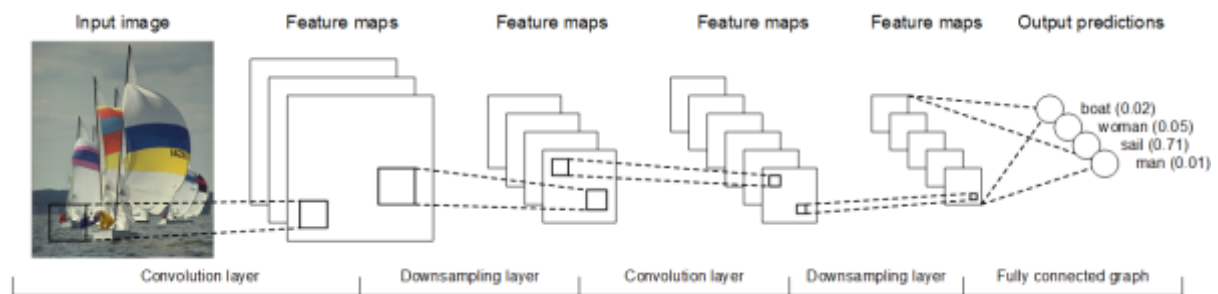 Input image
Feature maps
Feature maps
Feature maps
Feature maps
Output predictions
boat (0.02)
woman (0.05)
sail (0.71)
man (0.01)
Convolution layer
Downsampling layer
Convolution layer
Downsampling layer
Fully connected graph